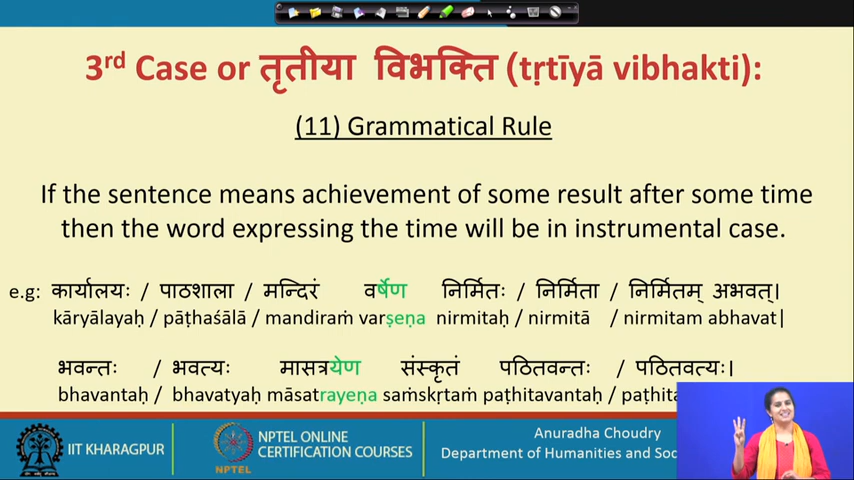 3rd Case or तृतीया विभक्ति (tṛtīyā vibhakti):
(11) Grammatical Rule
If the sentence means achievement of some result after some time
then the word expressing the time will be in instrumental case.
e.g: कार्यालयः / पाठशाला / मन्दिरं वर्षेण निर्मितः / निर्मिता / निर्मितम् अभवत्।
kāryālayaḥ / pāṭhaśālā / mandiraṁ varṣeṇa nirmitaḥ / nirmitā / nirmitam abhavat|
भवन्तः / भवत्यः मासत्रयेण संस्कृतं पठितवन्तः / पठितवत्यः।
bhavantaḥ / bhavatyaḥ māsatrayeṇa saṁskṛtaṁ paṭhitavantaḥ /
IIT KHARAGPUR
NPTEL
NPTEL ONLINE
CERTIFICATION COURSES
Anuradha Choudry
Department of Humanities and